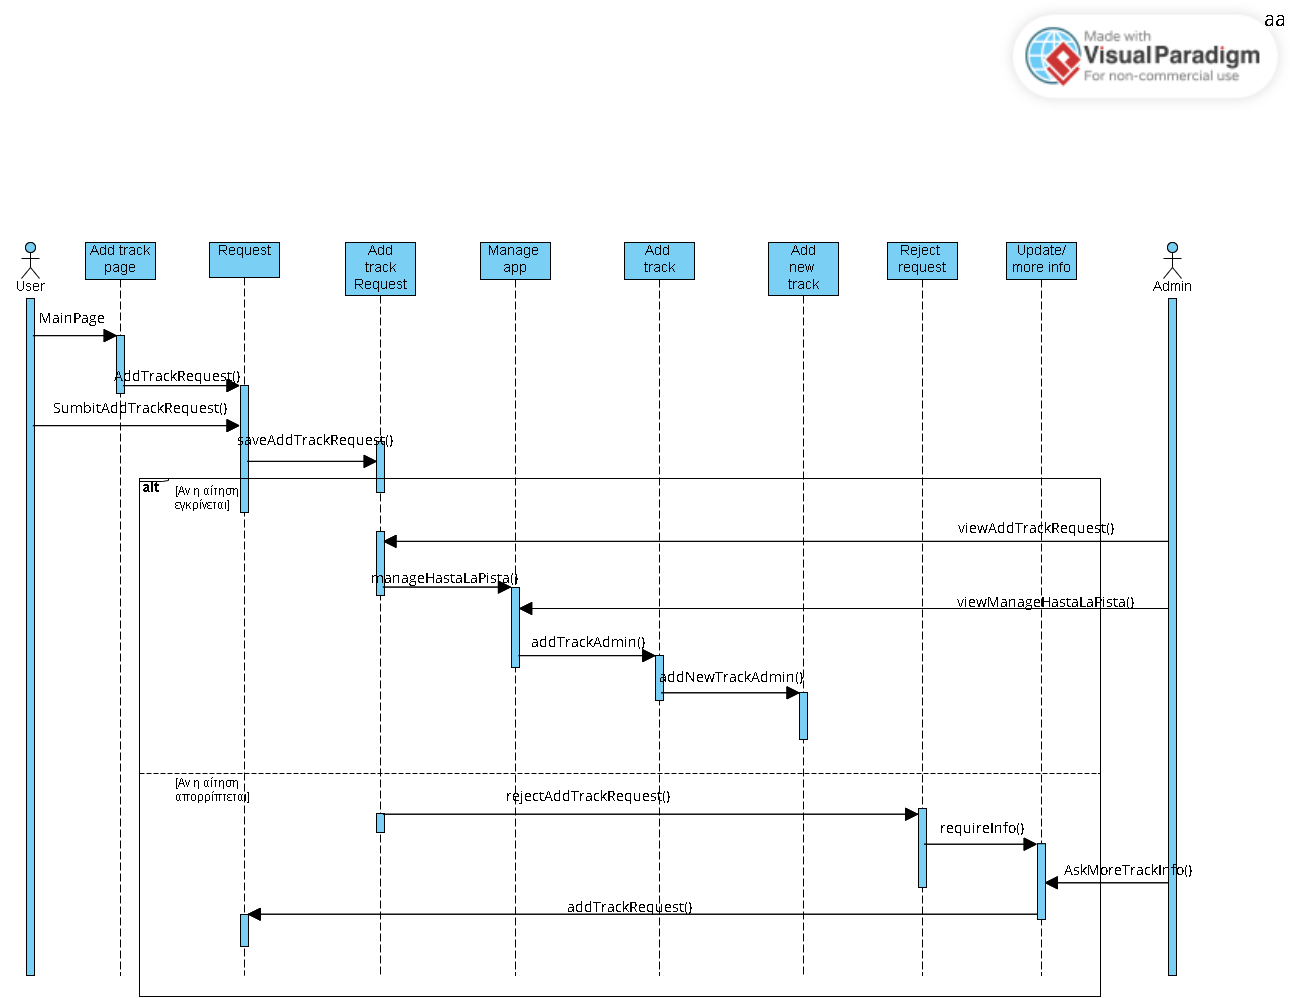 aa
Made with
Visual Paradigm
For non-commercial use
User
Add track
page
Request
Add
track
Request
Manage
app
Add
track
Add
new
track
Reject
request
Update/
more info
Admin
MainPage
AddTrackRequest()
SumbitAddTrackRequest()
saveAddTrackRequest()
alt
[Αν η αίτηση
εγκρίνεται]
viewAddTrackRequest()
manageHastaLaPista()
viewManageHastaLaPista()
addTrackAdmin()
addNewTrackAdmin()
[Αν η αίτηση
απορρίπτεται]
rejectAddTrackRequest()
requireInfo()
AskMoreTrackInfo()
addTrackRequest()